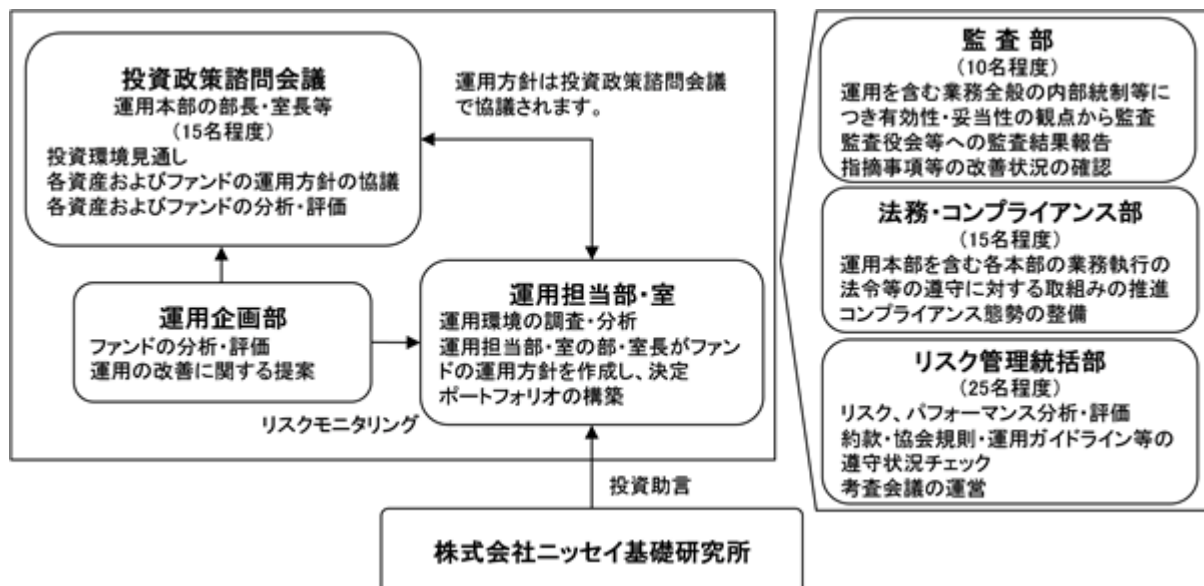 投資政策諮問会議
運用本部の部長・室長等
(15名程度)
投資環境見通し
各資産およびファンドの運用方針の協議
各資産およびファンドの分析・評価
運用方針は投資政策諮問会議
で協議されます。
運用企画部
ファンドの分析・評価
運用の改善に関する提案
リスクモニタリング
運用担当部・室
運用環境の調査・分析
運用担当部・室の部・室長がファン
ドの運用方針を作成し、決定
ポートフォリオの構築
投資助言
株式会社ニッセイ基礎研究所
監 査 部
(10名程度)
運用を含む業務全般の内部統制等に
つき有効性・妥当性の観点から監査
監査役会等への監査結果報告
指摘事項等の改善状況の確認
法務・コンプライアンス部
(15名程度)
運用本部を含む各本部の業務執行の
法令等の遵守に対する取組みの推進
コンプライアンス態勢の整備
リスク管理統括部
(25名程度)
リスク、パフォーマンス分析・評価
約款・協会規則・運用ガイドライン等の
遵守状況チェック
考査会議の運営